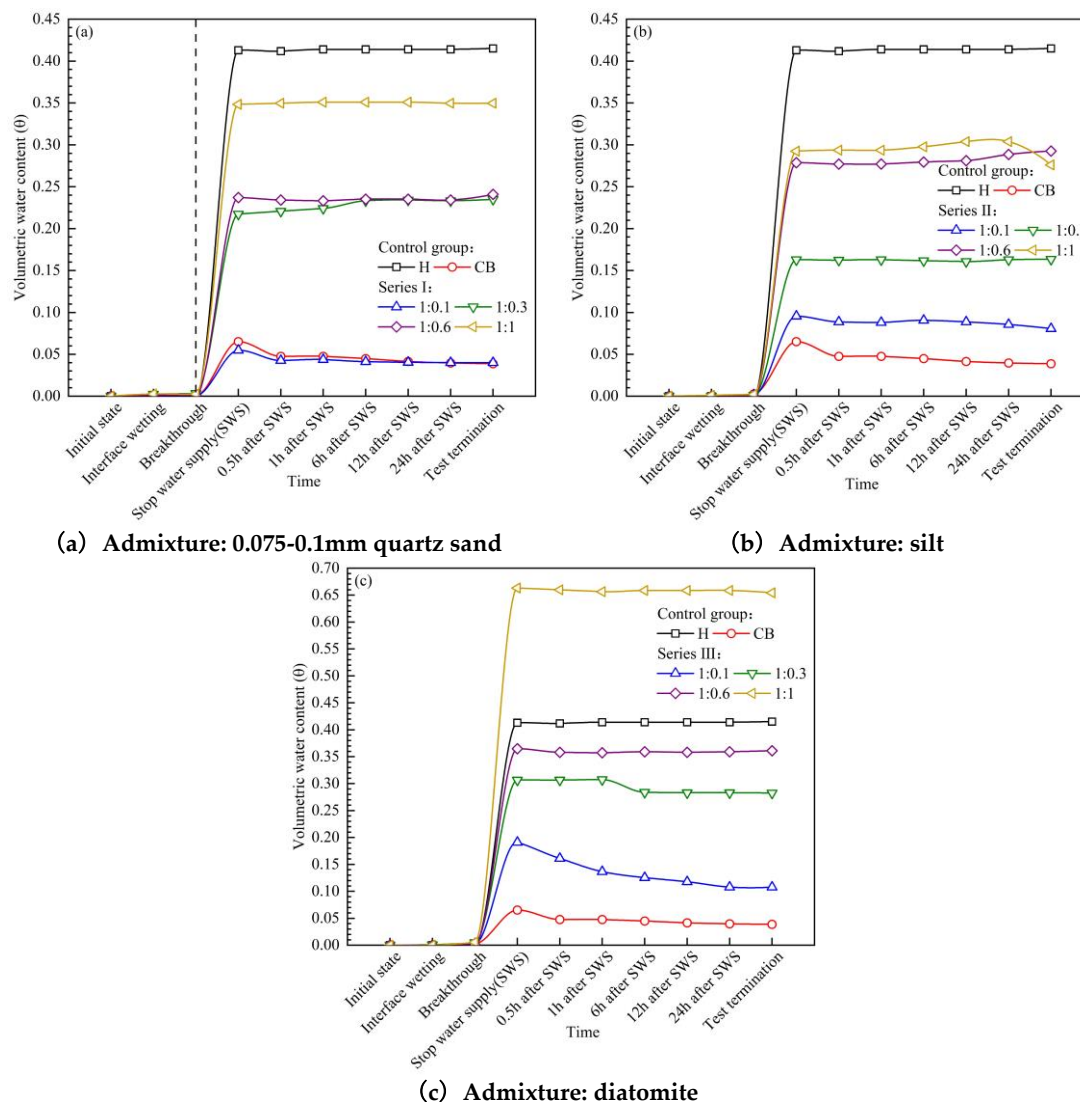 (a)
0.45
0.40
0.35
0.30
0.25
0.20
0.15
0.10
0.05
0.00
Volumetric water content (θ)
Control group：
H CB
Series I：
1:0.1 1:0.3
1:0.6 1:1
Initial state
Interface wetting
Breakthrough
Stop water supply(SWS)
0.5h after SWS
1h after SWS
6h after SWS
12h after SWS
24h after SWS
Test termination
Time
(a) Admixture: 0.075-0.1mm quartz sand
(b)
0.45
0.40
0.35
0.30
0.25
0.20
0.15
0.10
0.05
0.00
Volumetric water content (θ)
Control group：
H CB
Series II：
1:0.1 1:0.
1:0.6 1:1
Initial state
Interface wetting
Breakthrough
Stop water supply(SWS)
0.5h after SWS
1h after SWS
6h after SWS
12h after SWS
24h after SWS
Test termination
Time
(b) Admixture: silt
(c)
0.70
0.65
0.60
0.55
0.50
0.45
0.40
0.35
0.30
0.25
0.20
0.15
0.10
0.05
0.00
Volumetric water content (θ)
Control group：
H CB
Series III：
1:0.1 1:0.3
1:0.6 1:1
Initial state
Interface wetting
Breakthrough
Stop water supply(SWS)
0.5h after SWS
1h after SWS
6h after SWS
12h after SWS
24h after SWS
Test termination
Time
(c) Admixture: diatomite